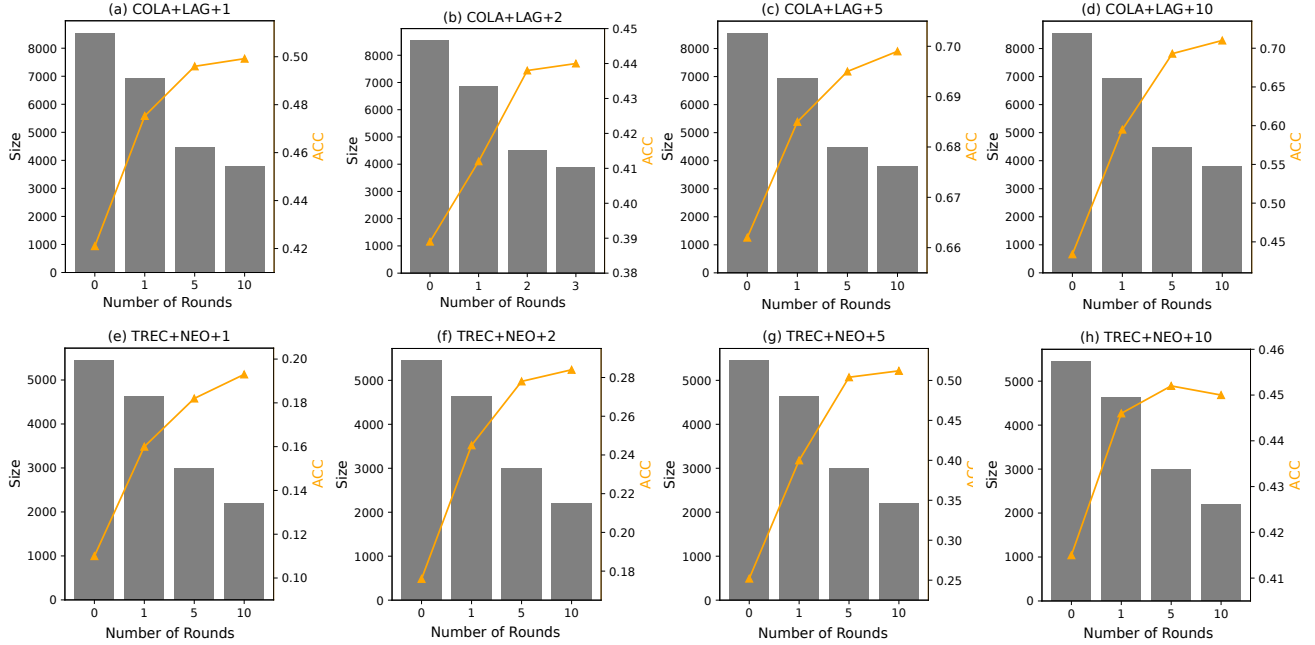 (a) COLA+LAG+1
8000
7000
6000
5000
4000
3000
2000
1000
0
Size
0.50
0.48
0.46
0.44
0.42
ACC
0 1 5 10
Number of Rounds
(b) COLA+LAG+2
9000
8000
7000
6000
5000
4000
3000
2000
1000
0
Size
0.45
0.44
0.43
0.42
0.41
0.40
0.39
0.38
ACC
0 1 2 3
Number of Rounds
(c) COLA+LAG+5
8000
7000
6000
5000
4000
3000
2000
1000
0
Size
0.70
0.69
0.68
0.67
0.66
ACC
0 1 5 10
Number of Rounds
(d) COLA+LAG+10
8000
7000
6000
5000
4000
3000
2000
1000
0
Size
0.70
0.65
0.60
0.55
0.50
0.45
ACC
0 1 5 10
Number of Rounds
(e) TREC+NEO+1
5000
4000
3000
2000
1000
0
Size
0.20
0.19
0.18
0.16
0.14
0.13
0.12
0.11
0.10
ACC
0 1 5 10
Number of Rounds
(f) TREC+NEO+2
5000
4000
3000
2000
1000
0
Size
0.28
0.26
0.24
0.22
0.20
0.18
ACC
0 1 5 10
Number of Rounds
(g) TREC+NEO+5
5000
4000
3000
2000
1000
0
Size
0.50
0.45
0.40
0.35
0.30
0.25
ACC
0 1 5 10
Number of Rounds
(h) TREC+NEO+10
5000
4000
3000
2000
1000
0
Size
0.46
0.45
0.44
0.43
0.42
0.41
ACC
0 1 5 10
Number of Rounds